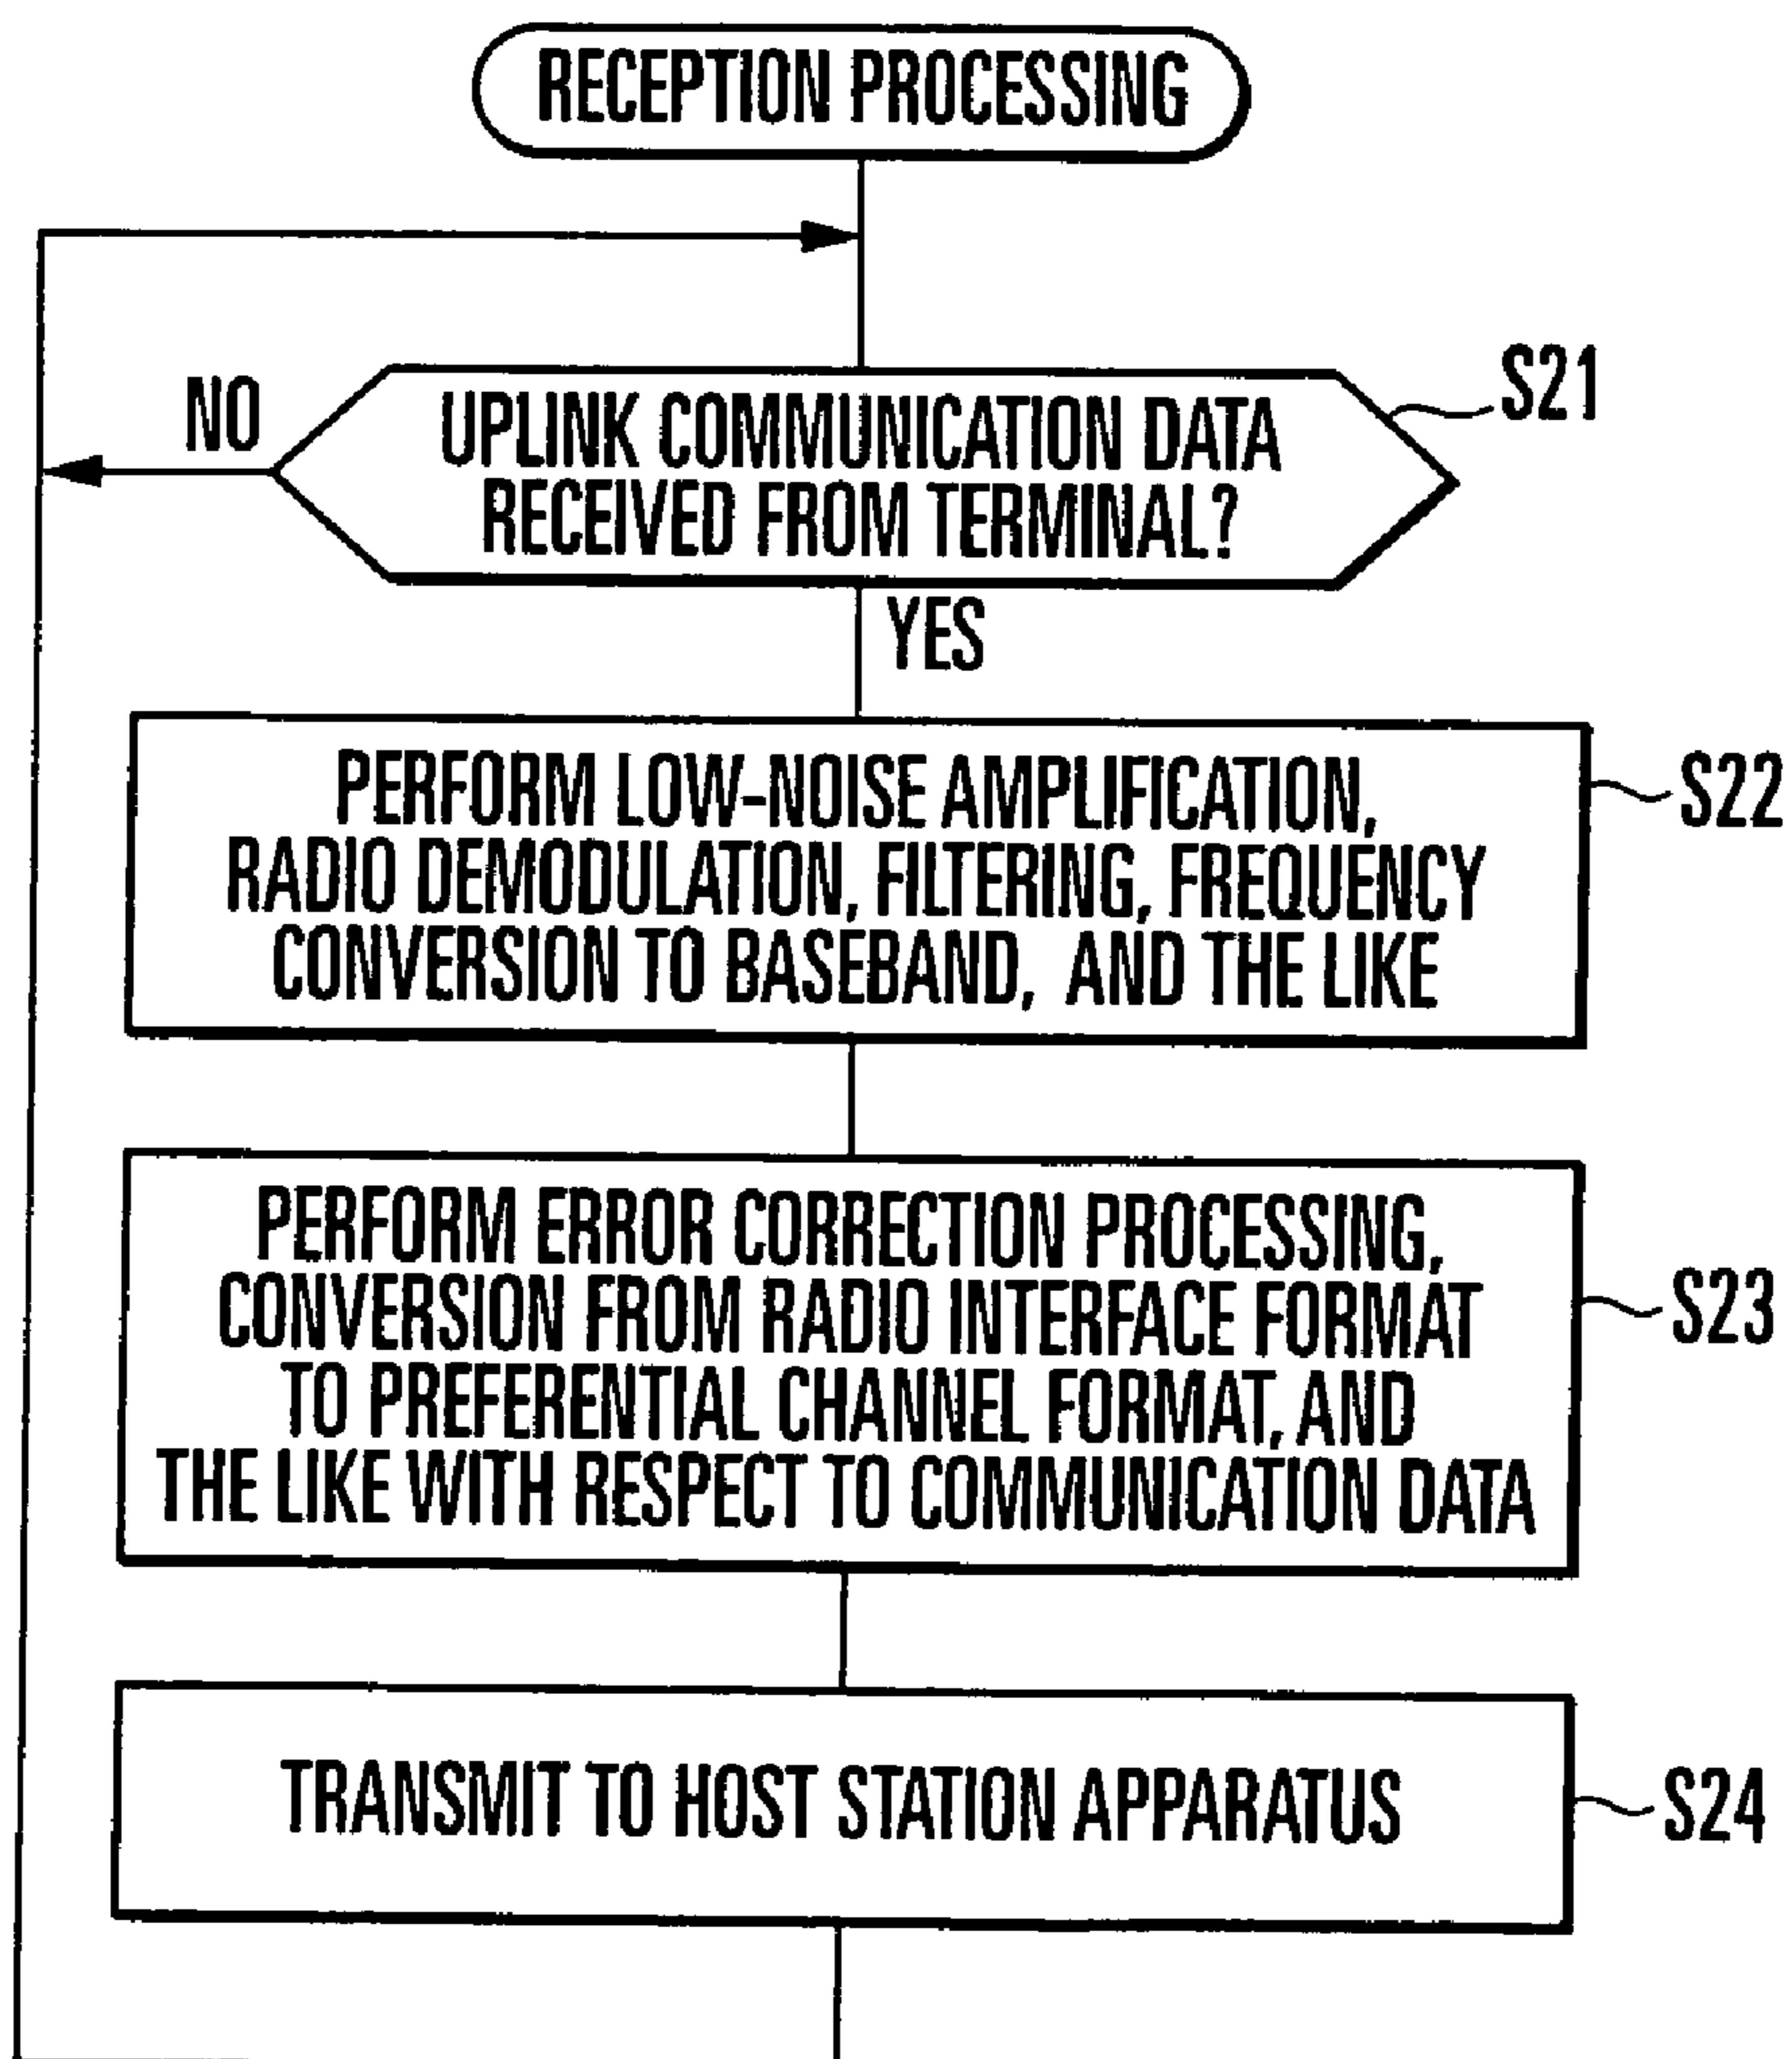 RECEPTION PROCESSING
S21
NO
UPLINK COMMUNICATION DATA
RECEIVED FROM TERMINAL?
YES
PERFORM LOW-NOISE AMPLIFICATION,
RADIO DEMODULATION, FILTERING, FREQUENCY
CONVERSION TO BASEBAND, AND THE LIKE
S22
PERFORM ERROR CORRECTION PROCESSING,
CONVERSION FROM RADIO INTERFACE FORMAT
TO PREFERENTIAL CHANNEL FORMAT, AND
THE LIKE WITH RESPECT TO COMMUNICATION DATA
S23
TRANSMIT TO HOST STATION APPARATUS
S24